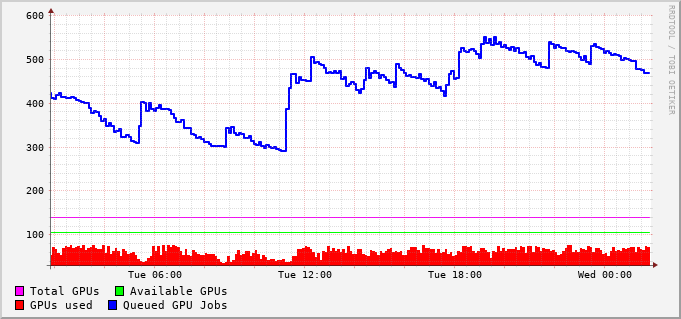 600
500
400
300
200
100
Tue 06:00 Tue 12:00 Tue 18:00 Wed 00:00
Total GPUs Available GPUs
GPUs used Queued GPU Jobs
RRDTOOL / TOBI OETIKER